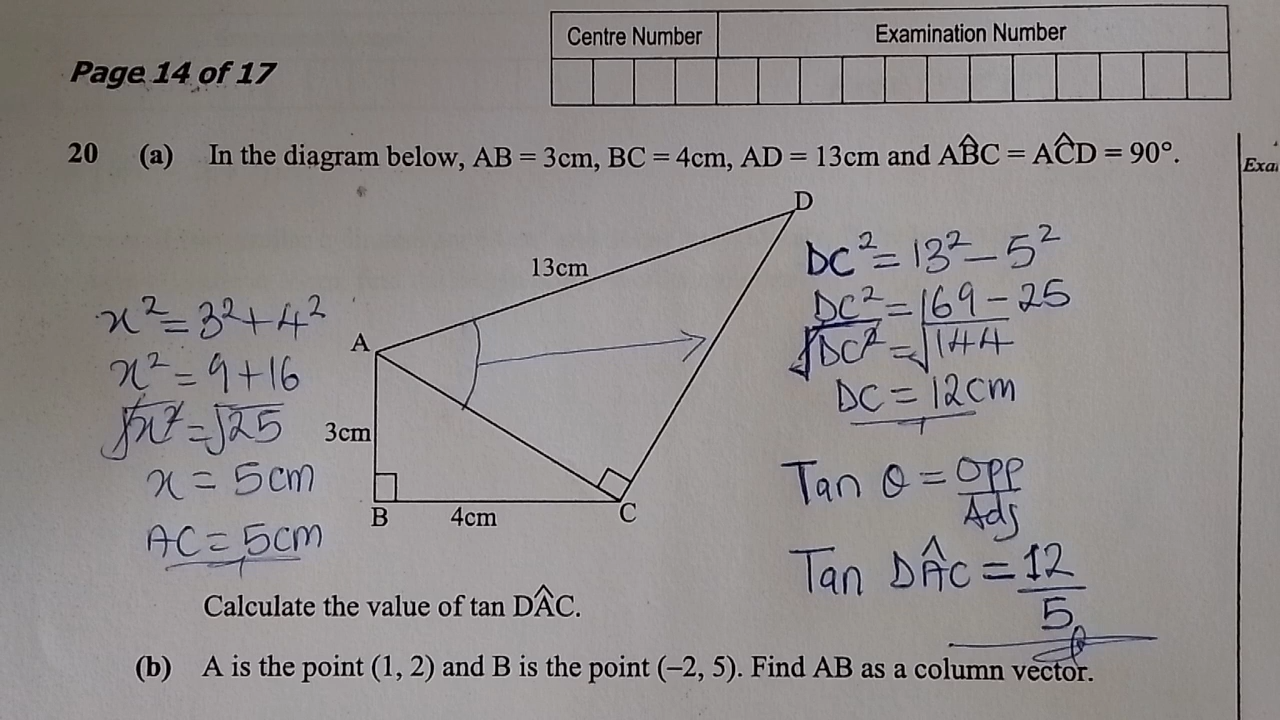 Centre Number
Examination Number
Page 14 of 17
20 (a) In the diagram below, AB = 3cm, BC = 4cm, AD = 13cm and AB̂C = AĈD = 90°.
D
13cm
A
3cm
B
4cm
C
x² = 3² + 4²
x² = 9 + 16
√x² = √25
x = 5cm
AC = 5cm
DC² = 13² – 5²
DC² = 169 – 25
√DC² = √144
DC = 12cm
Tan θ = Opp
Adj
Tan DÂC = 12
5
Calculate the value of tan DÂC.
(b) A is the point (1, 2) and B is the point (–2, 5). Find AB as a column vector.